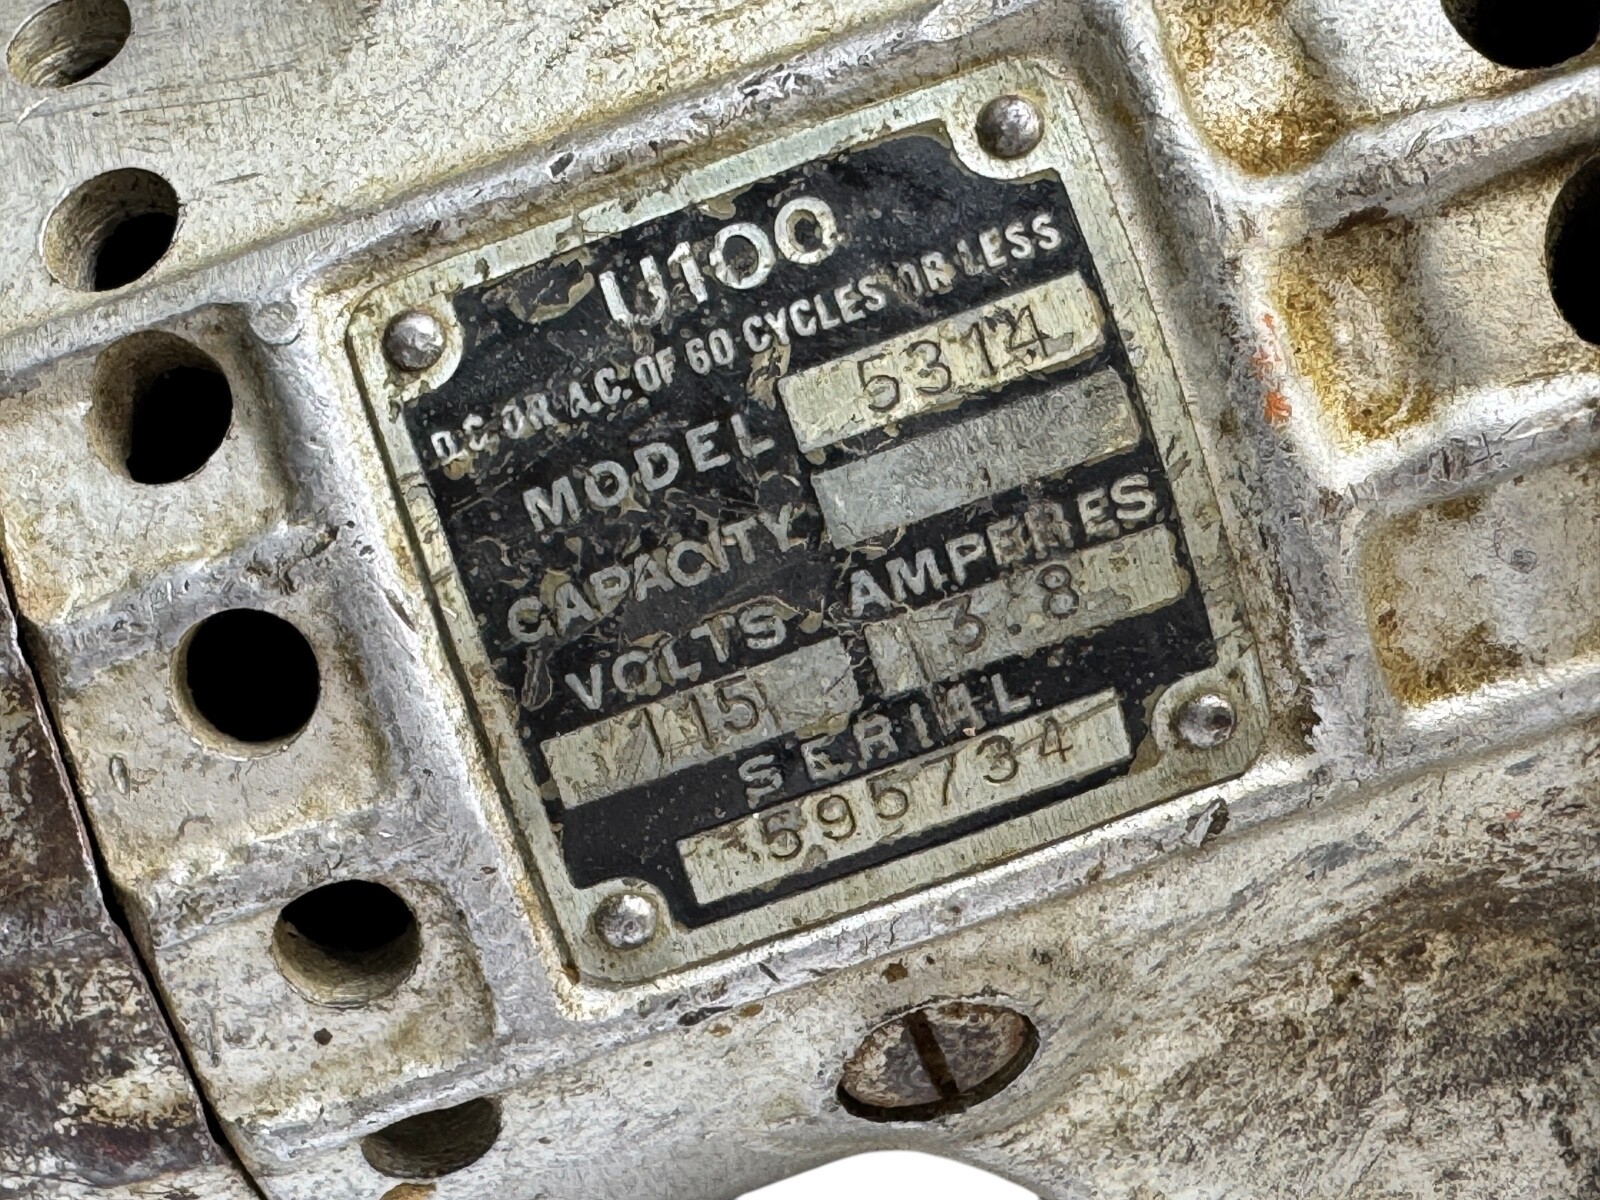 U100
D.C. OR A.C. OF 60 CYCLES OR LESS
MODEL 5314
CAPACITY
VOLTS AMPERES
115 3.8
SERIAL
595734